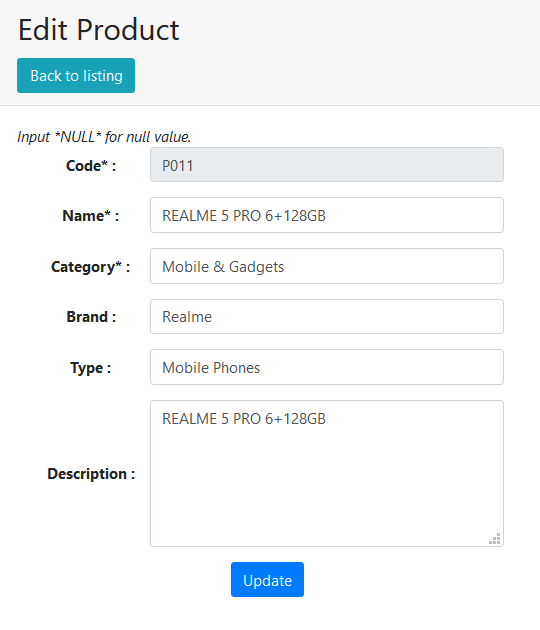 Edit Product
Back to listing
Input *NULL* for null value.
Code* : P011
Name* : REALME 5 PRO 6+128GB
Category* : Mobile & Gadgets
Brand : Realme
Type : Mobile Phones
REALME 5 PRO 6+128GB
Description :
Update